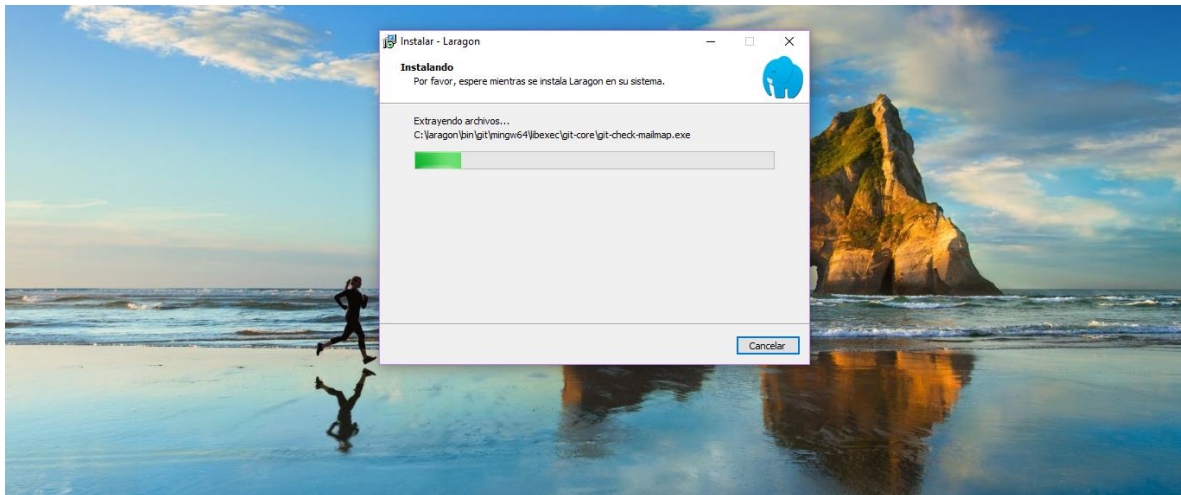 Instalar - Laragon
Instalando
Por favor, espere mientras se instala Laragon en su sistema.
Extrayendo archivos...
C:\laragon\bin\git\mingw64\libexec\git-core\git-check-mailmap.exe
Cancelar